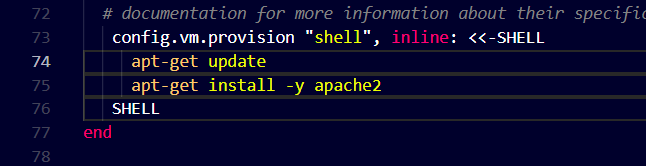 72 # documentation for more information about their specific
73 config.vm.provision "shell", inline: <<-SHELL
74 apt-get update
75 apt-get install -y apache2
76 SHELL
77 end
78